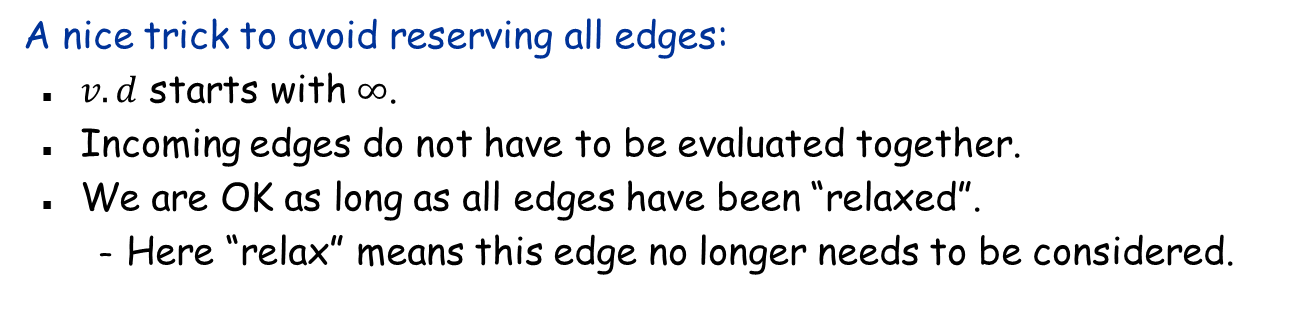 A nice trick to avoid reserving all edges:
▪ v.d starts with ∞.
▪ Incoming edges do not have to be evaluated together.
▪ We are OK as long as all edges have been “relaxed”.
- Here “relax” means this edge no longer needs to be considered.